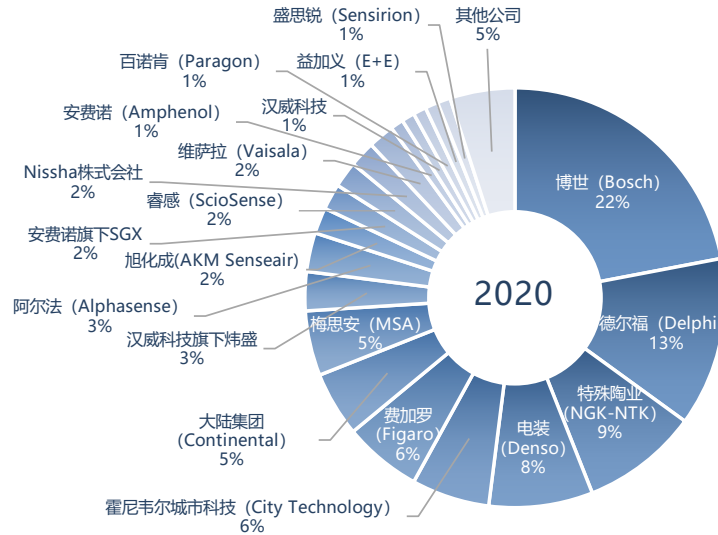 盛思锐（Sensirion）
1%
其他公司
5%
百诺肯（Paragon）
1%
益加义（E+E）
1%
安费诺（Amphenol）
1%
汉威科技
1%
维萨拉（Vaisala）
2%
Nissha株式会社
2%
睿感（ScioSense）
2%
安费诺旗下SGX
2%
旭化成(AKM Senseair)
2%
阿尔法（Alphasense）
3%
汉威科技旗下炜盛
3%
梅思安（MSA）
5%
大陆集团
（Continental）
5%
费加罗
（Figaro）
6%
霍尼韦尔城市科技（City Technology）
6%
电装
（Denso）
8%
特殊陶业
（NGK-NTK）
9%
德尔福（Delphi
13%
博世（Bosch）
22%
2020